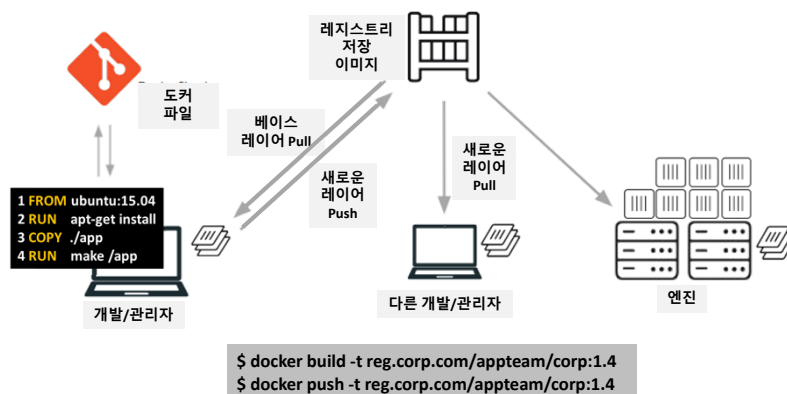 레지스트리
저장
이미지
도커
파일
베이스
레이어 Pull
새로운
레이어
Push
새로운
레이어
Pull
1 FROM ubuntu:15.04
2 RUN apt-get install
3 COPY ./app
4 RUN make /app
개발/관리자
다른 개발/관리자
엔진
$ docker build -t reg.corp.com/appteam/corp:1.4
$ docker push -t reg.corp.com/appteam/corp:1.4